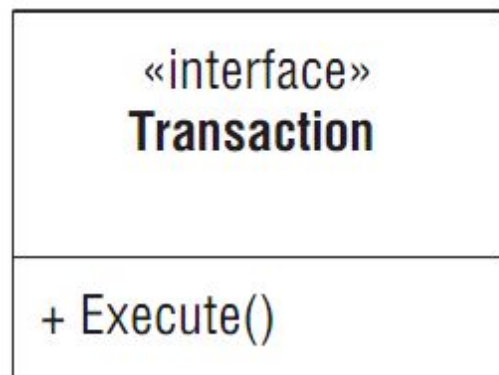 «interface»
Transaction
+ Execute()